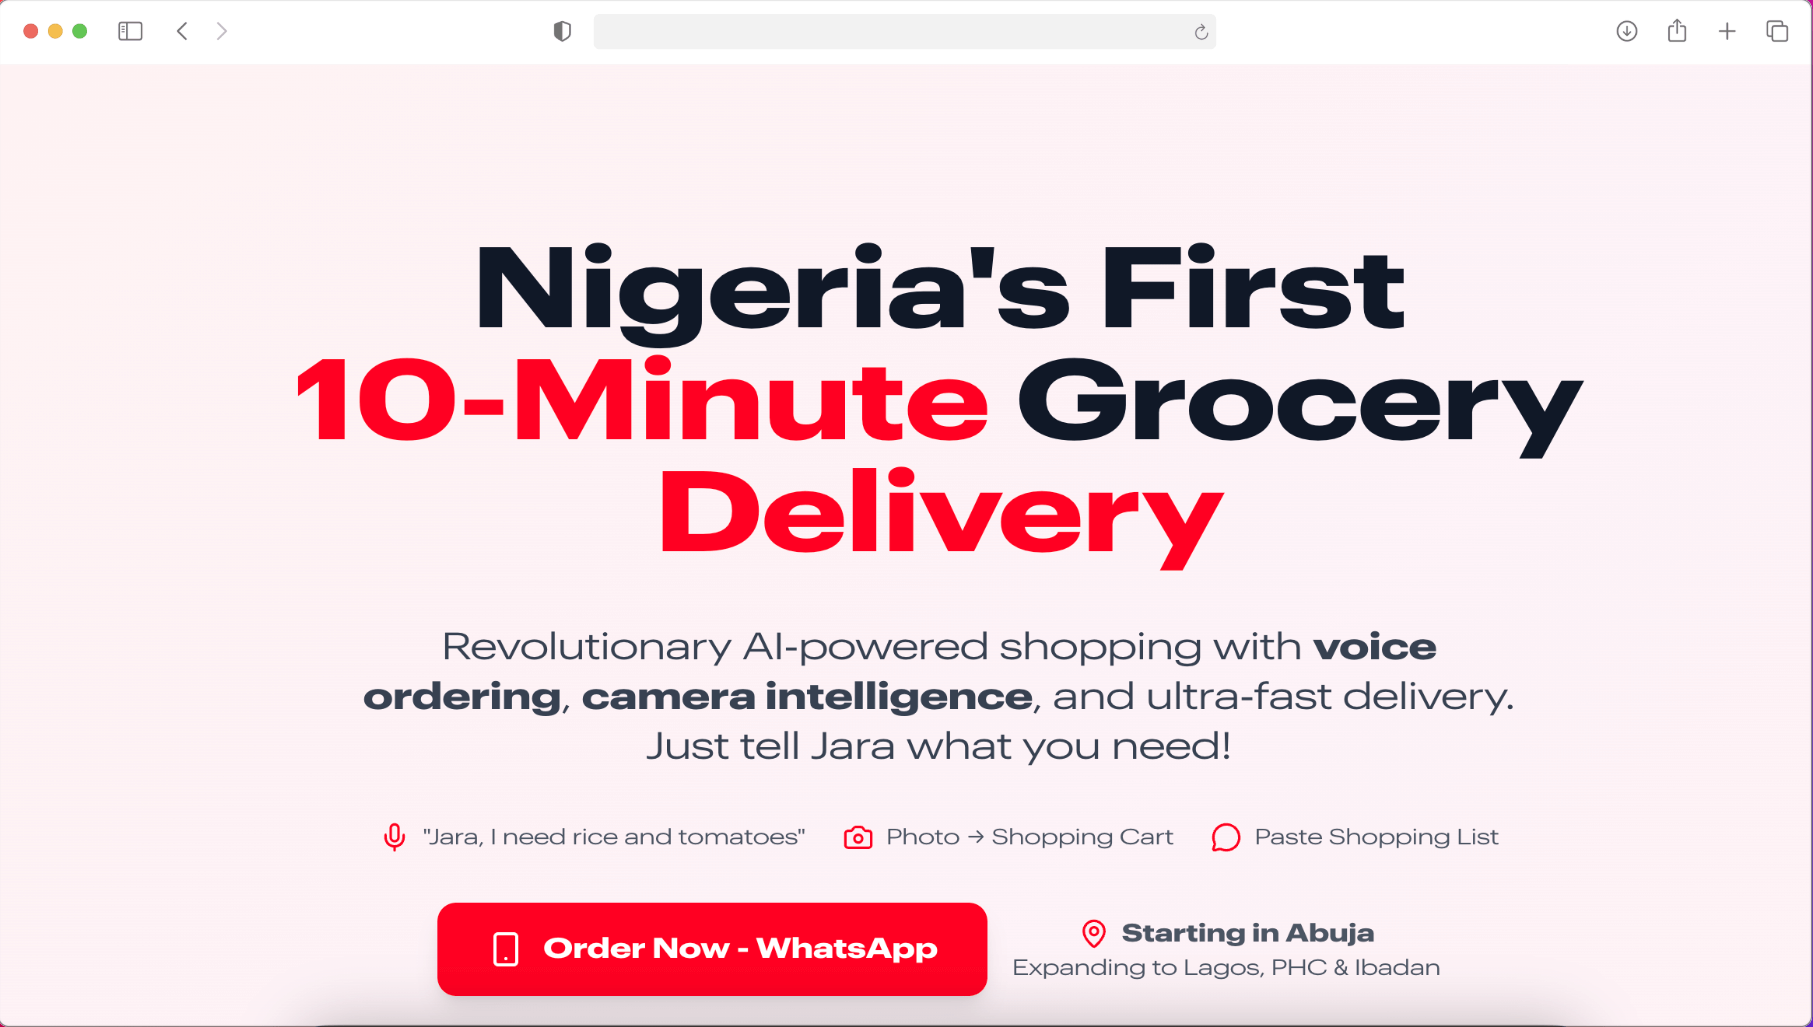 Nigeria's First
10-Minute Grocery
Delivery
Revolutionary AI-powered shopping with voice
ordering, camera intelligence, and ultra-fast delivery.
Just tell Jara what you need!
"Jara, I need rice and tomatoes"
Photo → Shopping Cart
Paste Shopping List
Order Now - WhatsApp
Starting in Abuja
Expanding to Lagos, PHC & Ibadan